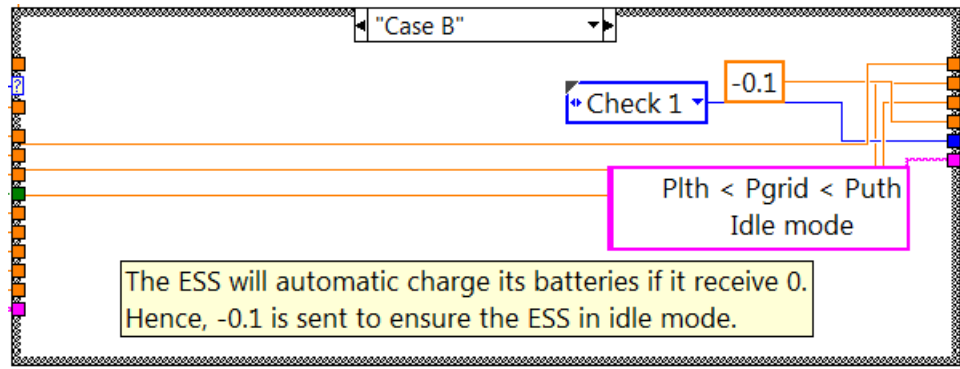 "Case B"
?
Check 1
-0.1
Plth < Pgrid < Puth
Idle mode
The ESS will automatic charge its batteries if it receive 0.
Hence, -0.1 is sent to ensure the ESS in idle mode.